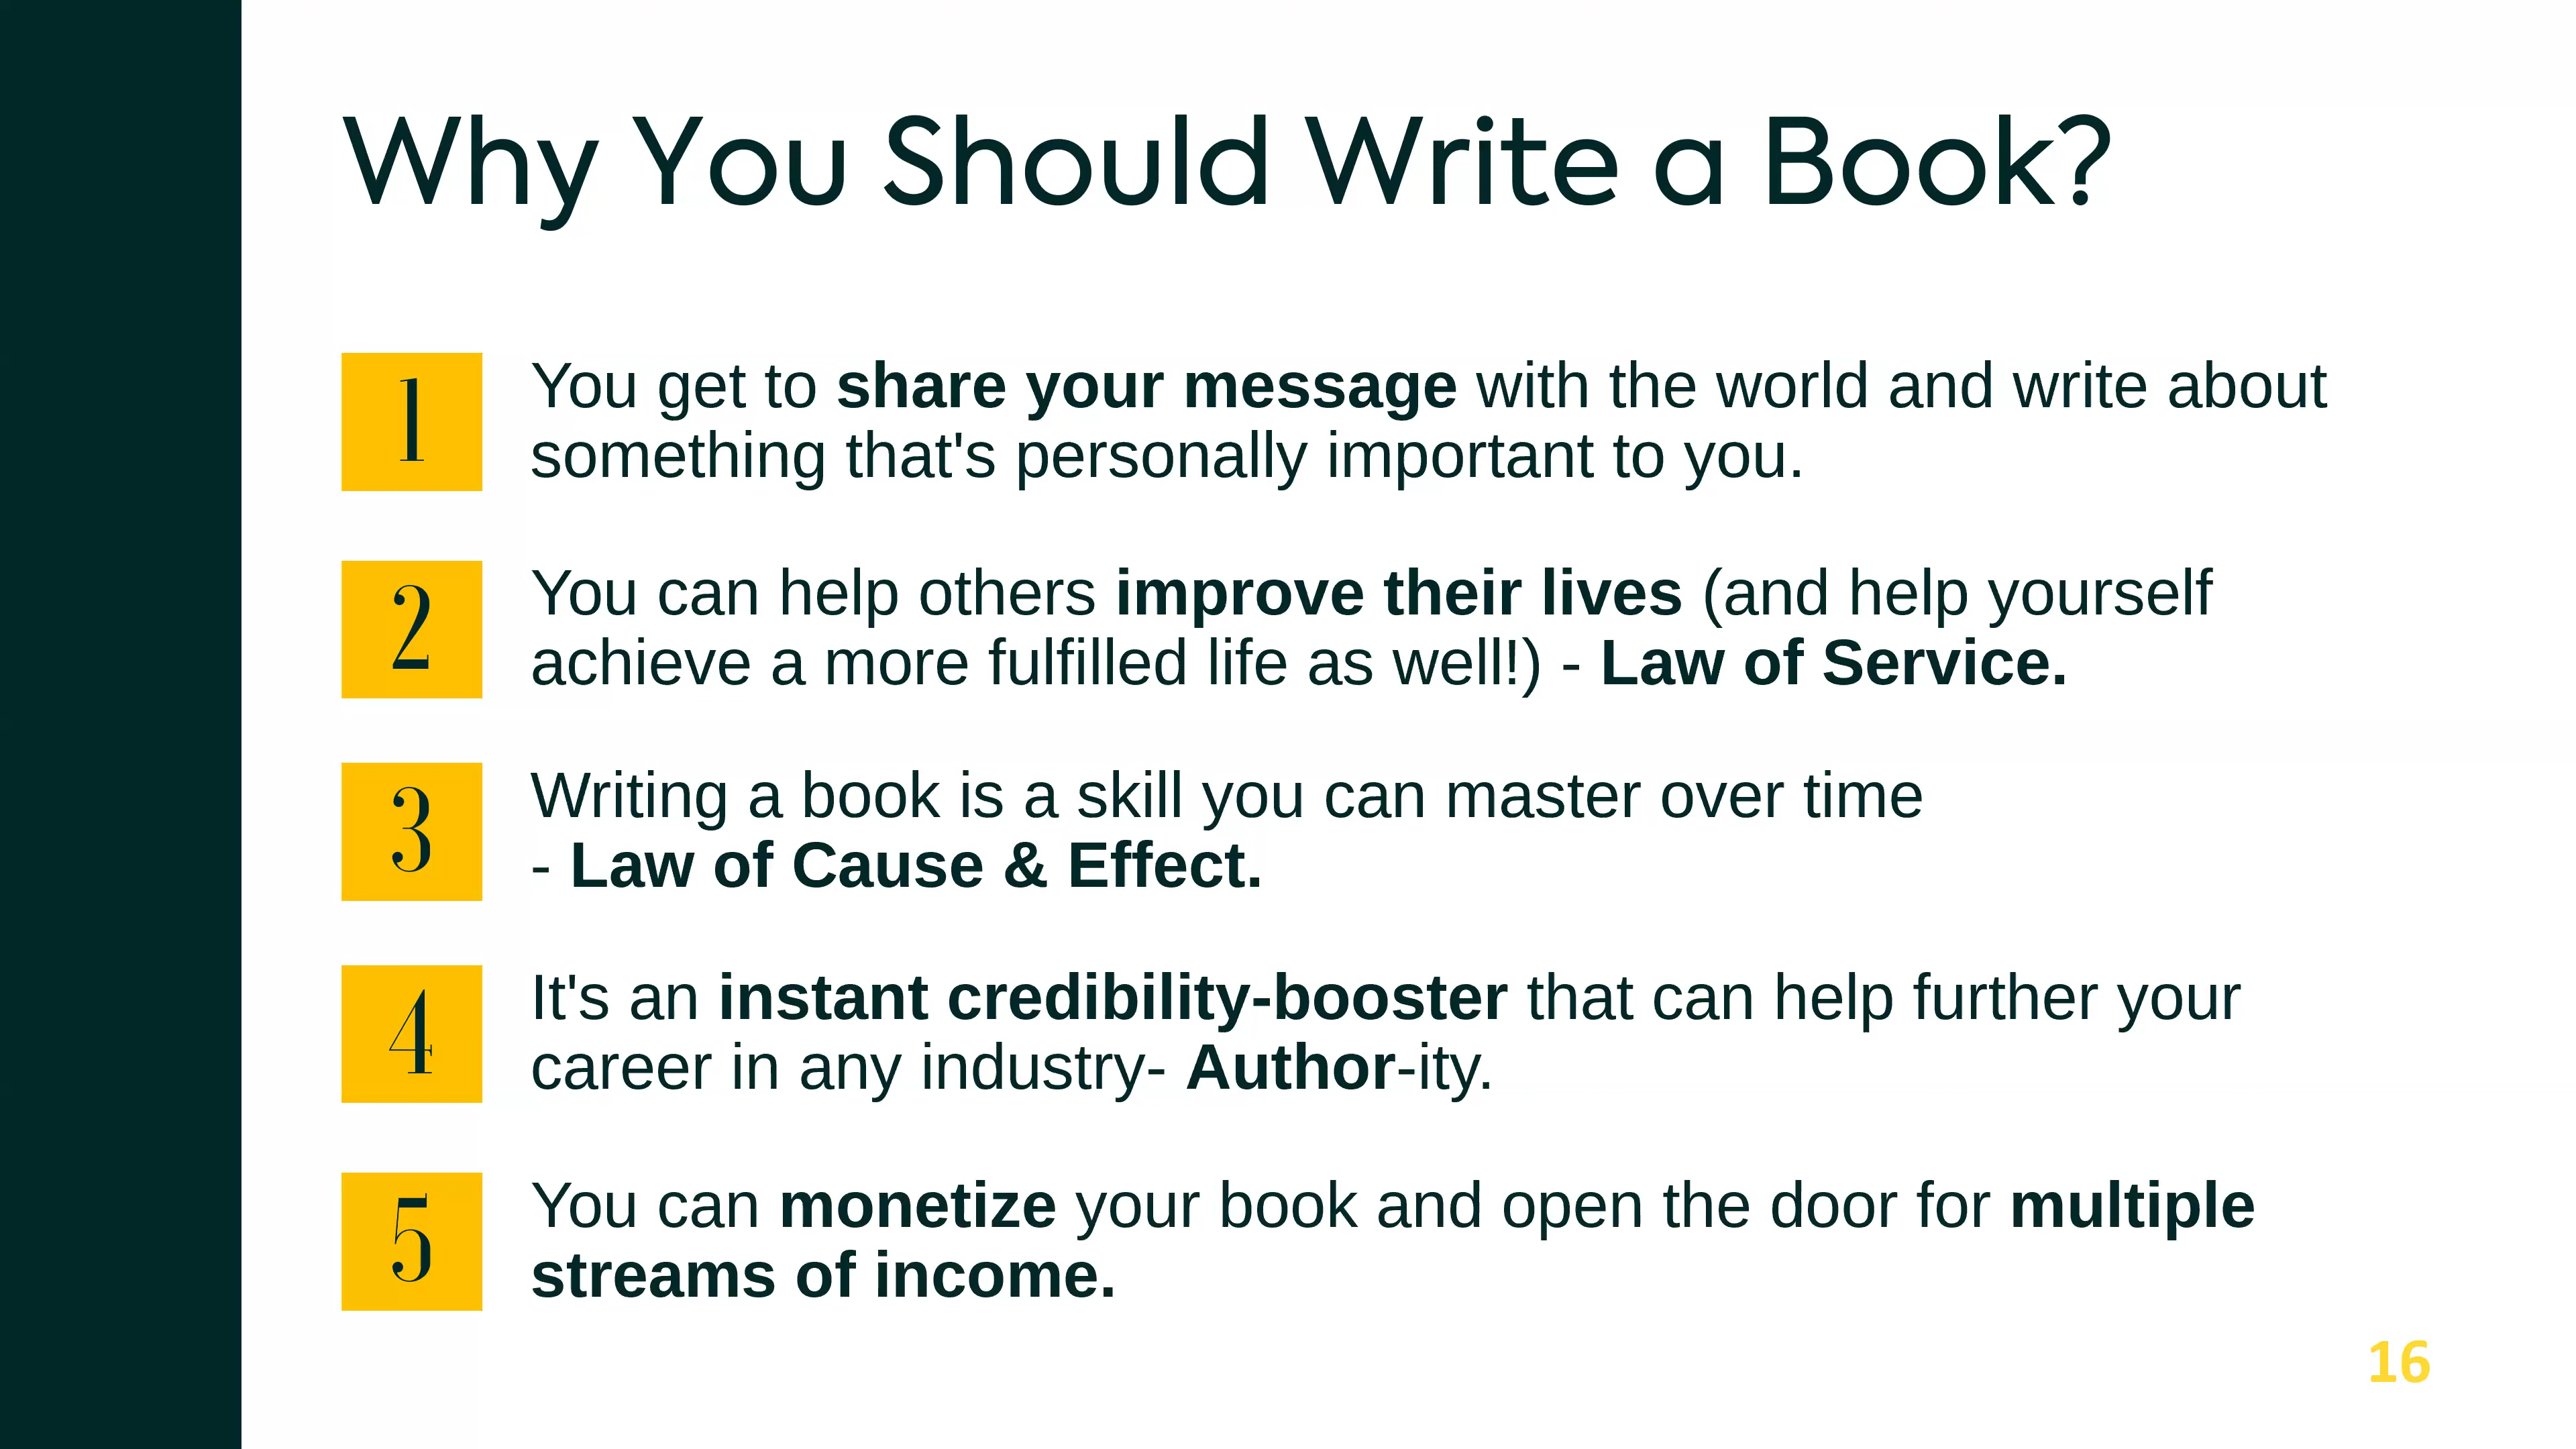 Why You Should Write a Book?
1
You get to share your message with the world and write about
something that's personally important to you.
2
You can help others improve their lives (and help yourself
achieve a more fulfilled life as well!) - Law of Service.
3
Writing a book is a skill you can master over time
- Law of Cause & Effect.
4
It's an instant credibility-booster that can help further your
career in any industry- Author-ity.
5
You can monetize your book and open the door for multiple
streams of income.
16